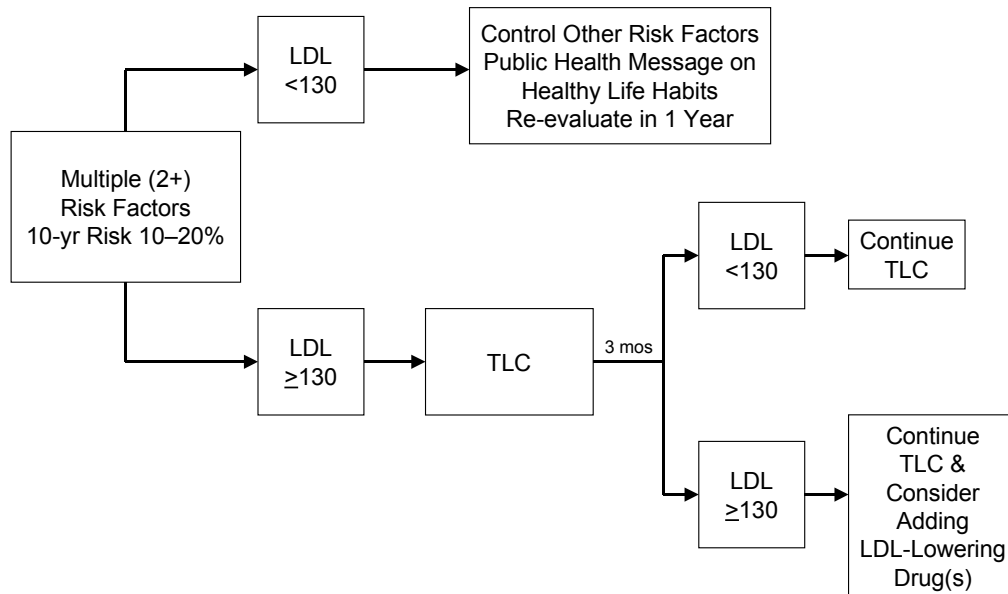 LDL
<130
Control Other Risk Factors
Public Health Message on
Healthy Life Habits
Re-evaluate in 1 Year
Multiple (2+)
Risk Factors
10-yr Risk 10–20%
LDL
≥130
TLC
3 mos
LDL
<130
Continue
TLC
LDL
≥130
Continue
TLC &
Consider
Adding
LDL-Lowering
Drug(s)